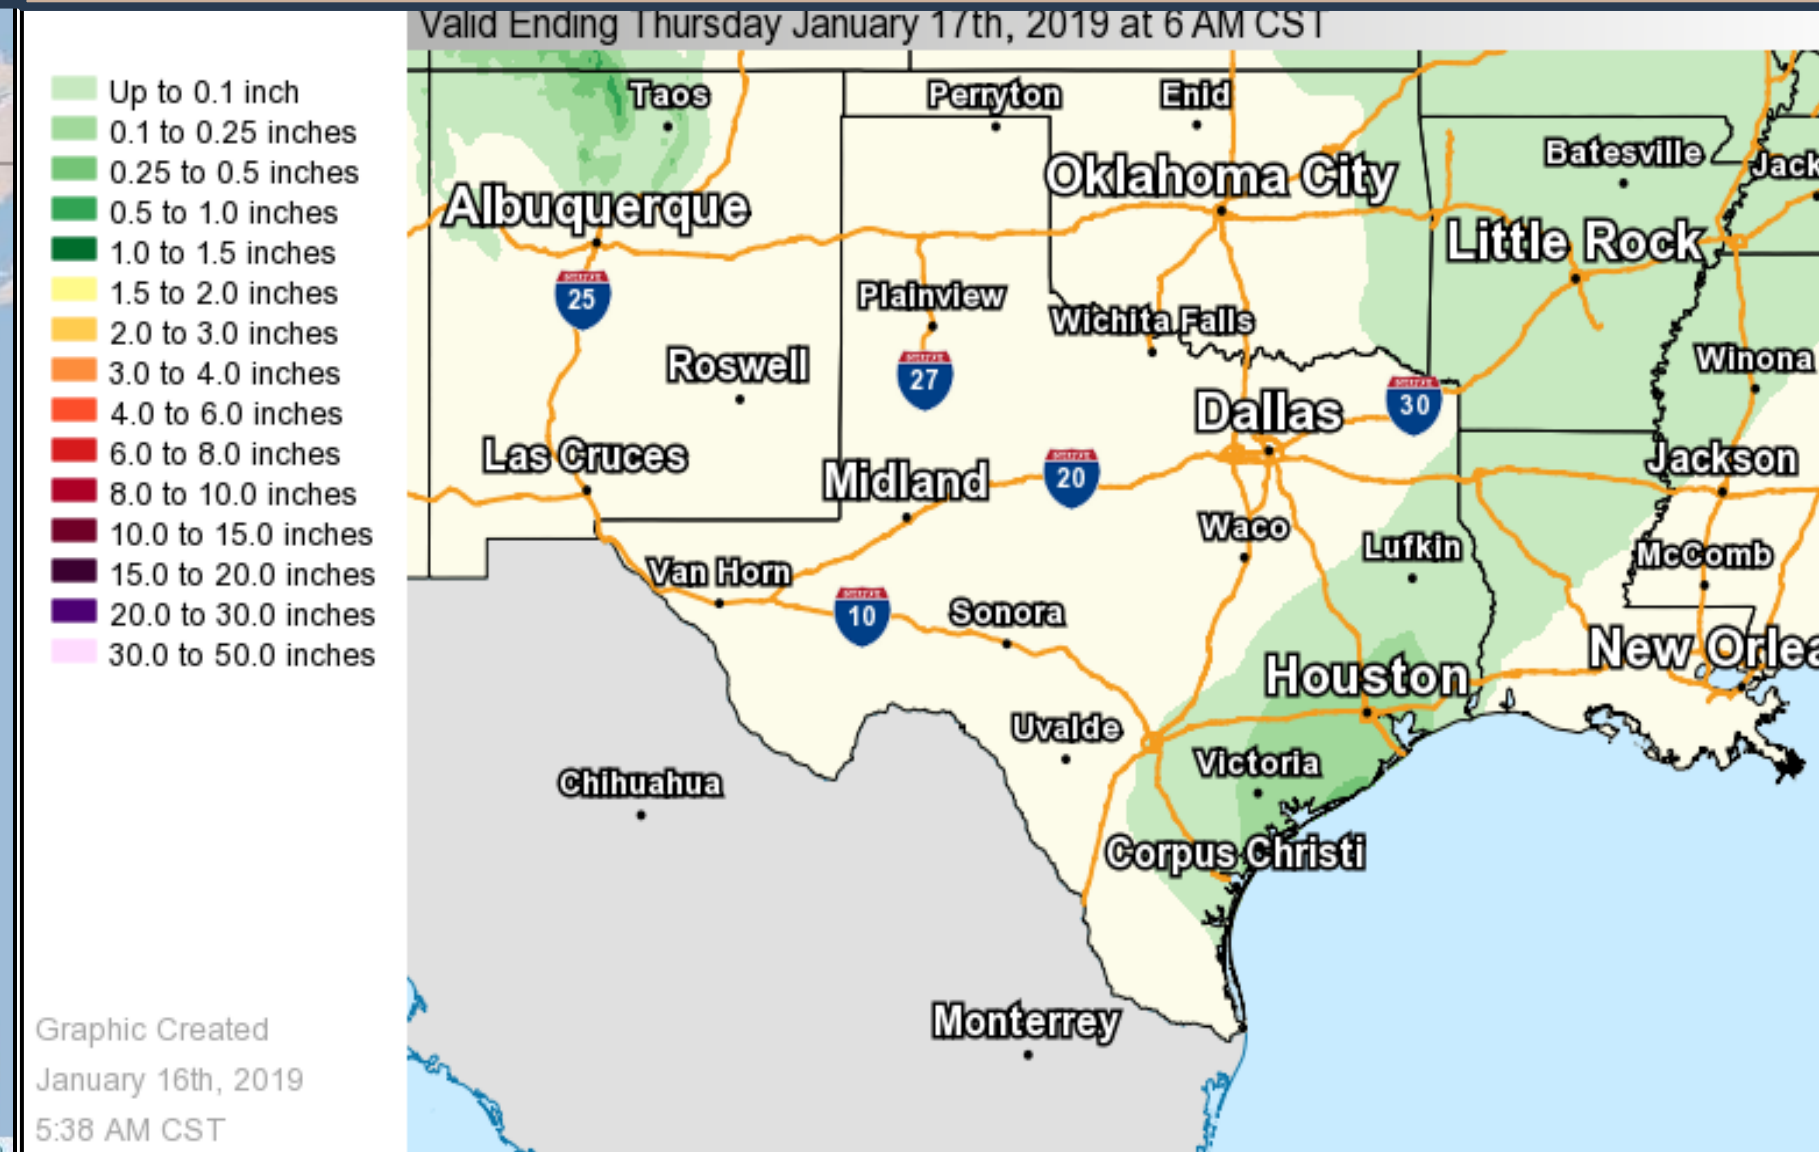 Valid Ending Thursday January 17th, 2019 at 6 AM CST
Up to 0.1 inch
0.1 to 0.25 inches
0.25 to 0.5 inches
0.5 to 1.0 inches
1.0 to 1.5 inches
1.5 to 2.0 inches
2.0 to 3.0 inches
3.0 to 4.0 inches
4.0 to 6.0 inches
6.0 to 8.0 inches
8.0 to 10.0 inches
10.0 to 15.0 inches
15.0 to 20.0 inches
20.0 to 30.0 inches
30.0 to 50.0 inches
Graphic Created
January 16th, 2019
5:38 AM CST
Taos
Perryton
Enid
Batesville
Jack
Oklahoma City
Albuquerque
Little Rock
25
Plainview
Wichita Falls
Roswell
27
Winona
30
Dallas
Las Cruces
Midland
20
Jackson
Waco
Lufkin
McComb
Van Horn
10
Sonora
New Orlea
Houston
Uvalde
Victoria
Chihuahua
Corpus Christi
Monterrey